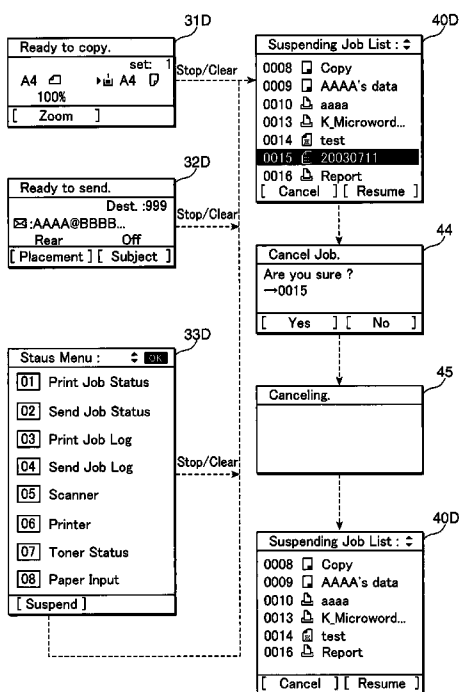 31D
Ready to copy.
set: 1
A4 A4
100%
[ Zoom ]
Stop/Clear
32D
Ready to send.
Dest. :999
:AAAA@BBBB...
Rear Off
[ Placement ] [ Subject ]
Stop/Clear
33D
Staus Menu : OK
01 Print Job Status
02 Send Job Status
03 Print Job Log
04 Send Job Log
05 Scanner
06 Printer
07 Toner Status
08 Paper Input
[ Suspend ]
Stop/Clear
40D
Suspending Job List :
0008 Copy
0009 AAAA's data
0010 aaaa
0013 K_Microword...
0014 test
0015 20030711
0016 Report
[ Cancel ] [ Resume ]
44
Cancel Job.
Are you sure ?
→0015
[ Yes ] [ No ]
45
Canceling.
40D
Suspending Job List :
0008 Copy
0009 AAAA's data
0010 aaaa
0013 K_Microword...
0014 test
0016 Report
[ Cancel ] [ Resume ]